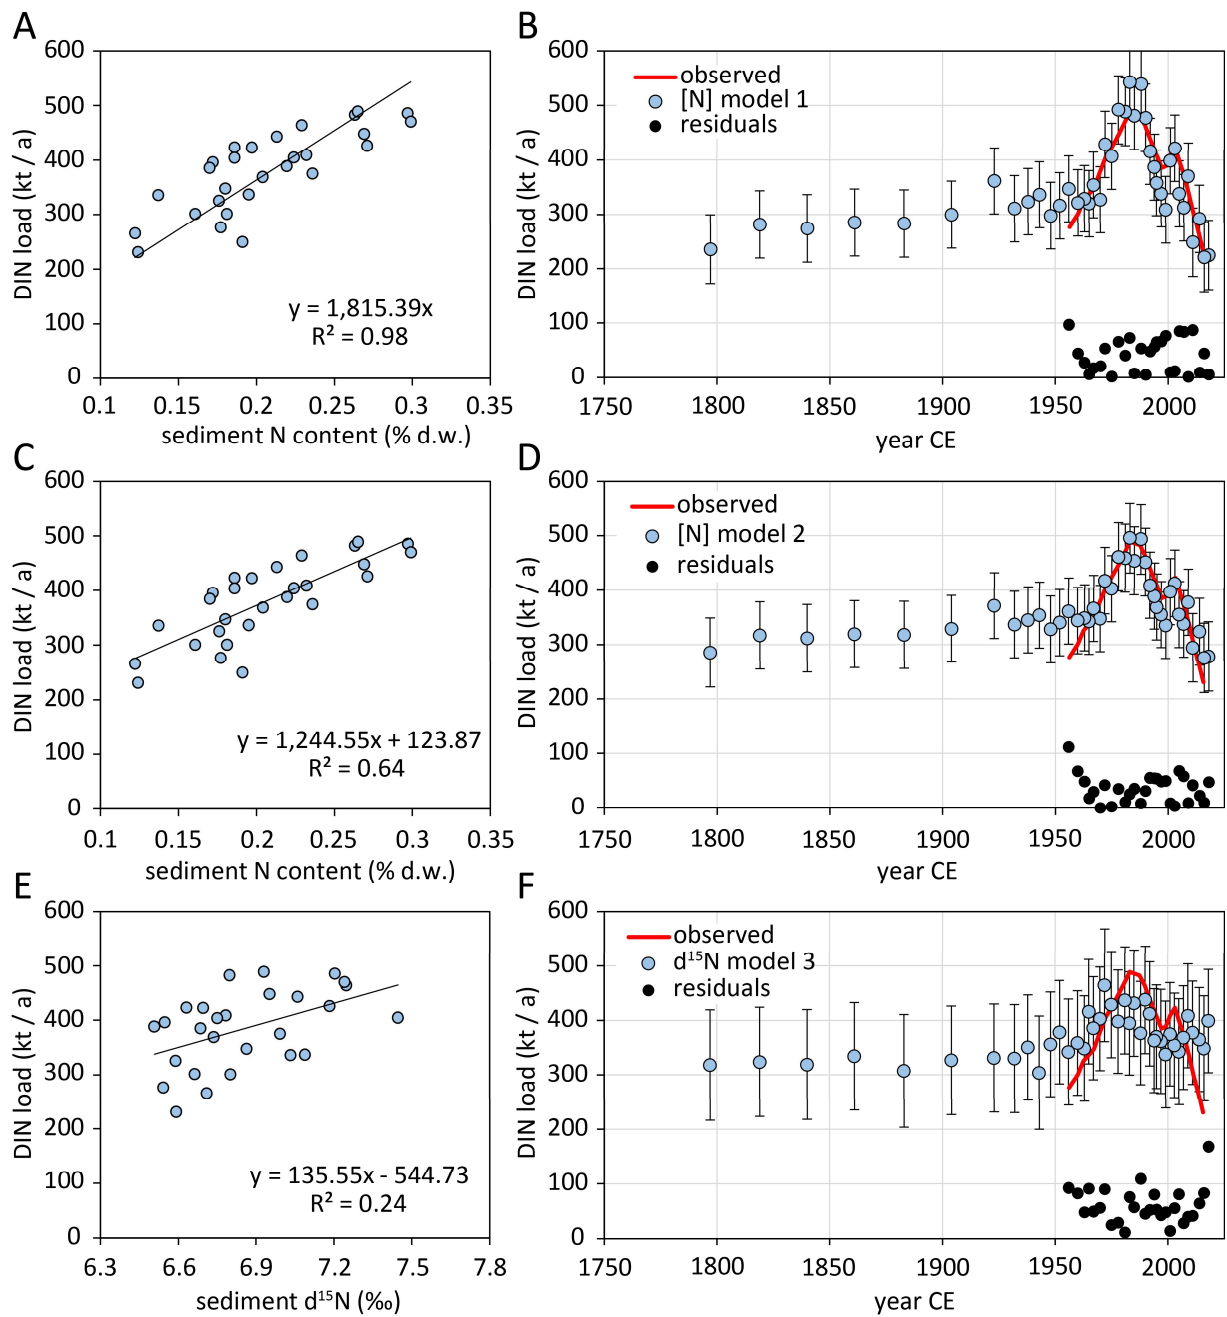 A
600
500
400
300
200
100
0
DIN load (kt / a)
y = 1,815.39x
R² = 0.98
0.1 0.15 0.2 0.25 0.3 0.35
sediment N content (% d.w.)
B
600
500
400
300
200
100
0
DIN load (kt / a)
observed
[N] model 1
residuals
1750 1800 1850 1900 1950 2000
year CE
C
600
500
400
300
200
100
0
DIN load (kt / a)
y = 1,244.55x + 123.87
R² = 0.64
0.1 0.15 0.2 0.25 0.3 0.35
sediment N content (% d.w.)
D
600
500
400
300
200
100
0
DIN load (kt / a)
observed
[N] model 2
residuals
1750 1800 1850 1900 1950 2000
year CE
E
600
500
400
300
200
100
0
DIN load (kt / a)
y = 135.55x - 544.73
R² = 0.24
6.3 6.6 6.9 7.2 7.5 7.8
sediment d¹⁵N (‰)
F
600
500
400
300
200
100
0
DIN load (kt / a)
observed
d¹⁵N model 3
residuals
1750 1800 1850 1900 1950 2000
year CE